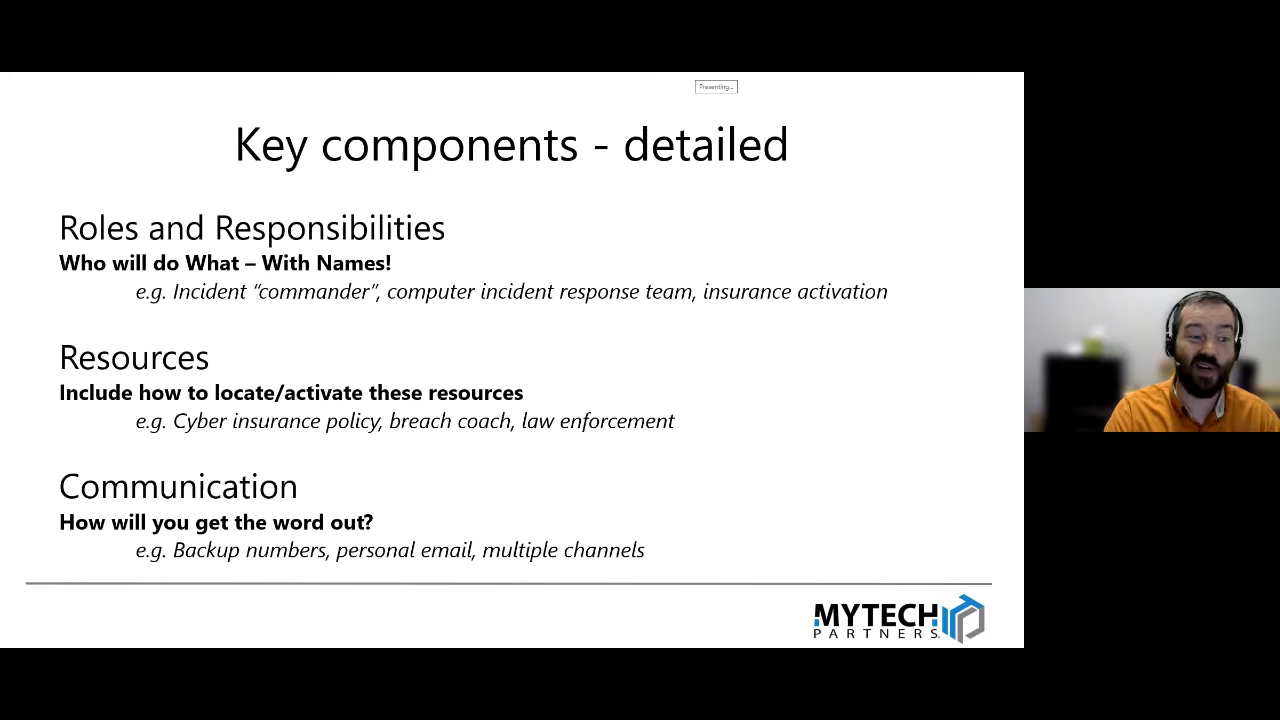 Presenting...
Key components - detailed
Roles and Responsibilities
Who will do What – With Names!
e.g. Incident “commander”, computer incident response team, insurance activation
Resources
Include how to locate/activate these resources
e.g. Cyber insurance policy, breach coach, law enforcement
Communication
How will you get the word out?
e.g. Backup numbers, personal email, multiple channels
MYTECH
PARTNERS